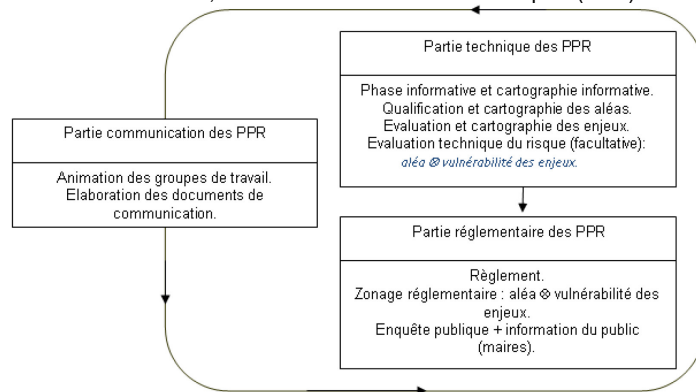 Partie technique des PPR
Phase informative et cartographie informative.
Qualification et cartographie des aléas.
Evaluation et cartographie des enjeux.
Evaluation technique du risque (facultative):
aléa ⊗ vulnérabilité des enjeux.
Partie communication des PPR
Animation des groupes de travail.
Elaboration des documents de
communication.
Partie réglementaire des PPR
Règlement.
Zonage réglementaire : aléa ⊗ vulnérabilité des
enjeux.
Enquête publique + information du public
(maires).